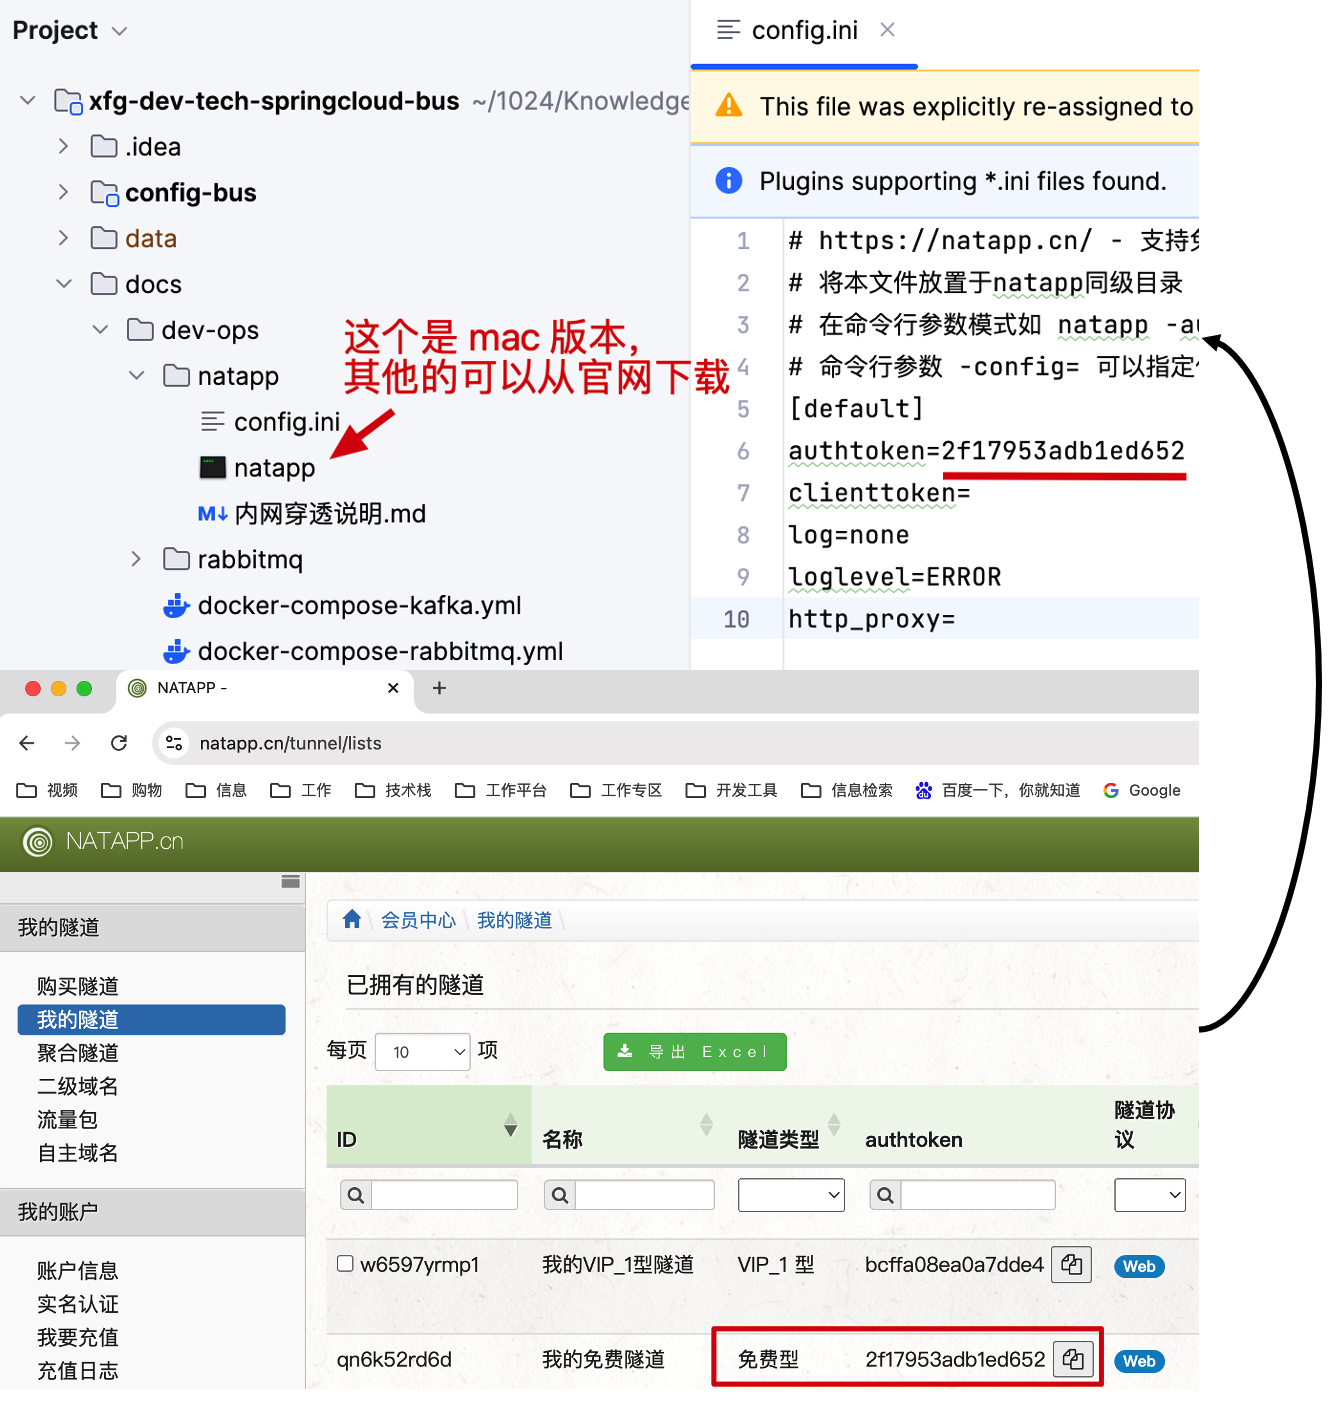 Project
xfg-dev-tech-springcloud-bus ~/1024/Knowledge
.idea
config-bus
data
docs
dev-ops
natapp
config.ini
natapp
内网穿透说明.md
rabbitmq
docker-compose-kafka.yml
docker-compose-rabbitmq.yml
这个是 mac 版本，
其他的可以从官网下载
config.ini
This file was explicitly re-assigned to
Plugins supporting *.ini files found.
1 # https://natapp.cn/ - 支持
2 # 将本文件放置于natapp同级目录
3 # 在命令行参数模式如 natapp -au
4 # 命令行参数 -config= 可以指定
5 [default]
6 authtoken=2f17953adb1ed652
7 clienttoken=
8 log=none
9 loglevel=ERROR
10 http_proxy=
NATAPP -
natapp.cn/tunnel/lists
视频 购物 信息 工作 技术栈 工作平台 工作专区 开发工具 信息检索 百度一下，你就知道 Google
NATAPP.cn
我的隧道
购买隧道
我的隧道
聚合隧道
二级域名
流量包
自主域名
我的账户
账户信息
实名认证
我要充值
充值日志
会员中心 我的隧道
已拥有的隧道
每页 10 项 导出 Excel
ID 名称 隧道类型 authtoken 隧道协议
w6597yrmp1 我的VIP_1型隧道 VIP_1 型 bcffa08ea0a7dde4 Web
qn6k52rd6d 我的免费隧道 免费型 2f17953adb1ed652 Web